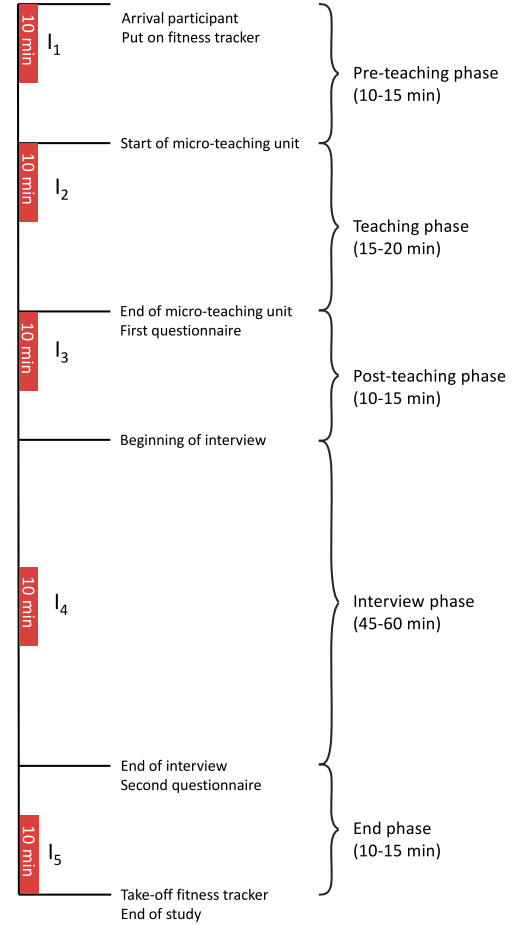 10 min
I1
Arrival participant
Put on fitness tracker
Pre-teaching phase
(10-15 min)
Start of micro-teaching unit
10 min
I2
Teaching phase
(15-20 min)
End of micro-teaching unit
First questionnaire
10 min
I3
Post-teaching phase
(10-15 min)
Beginning of interview
10 min
I4
Interview phase
(45-60 min)
End of interview
Second questionnaire
10 min
I5
End phase
(10-15 min)
Take-off fitness tracker
End of study